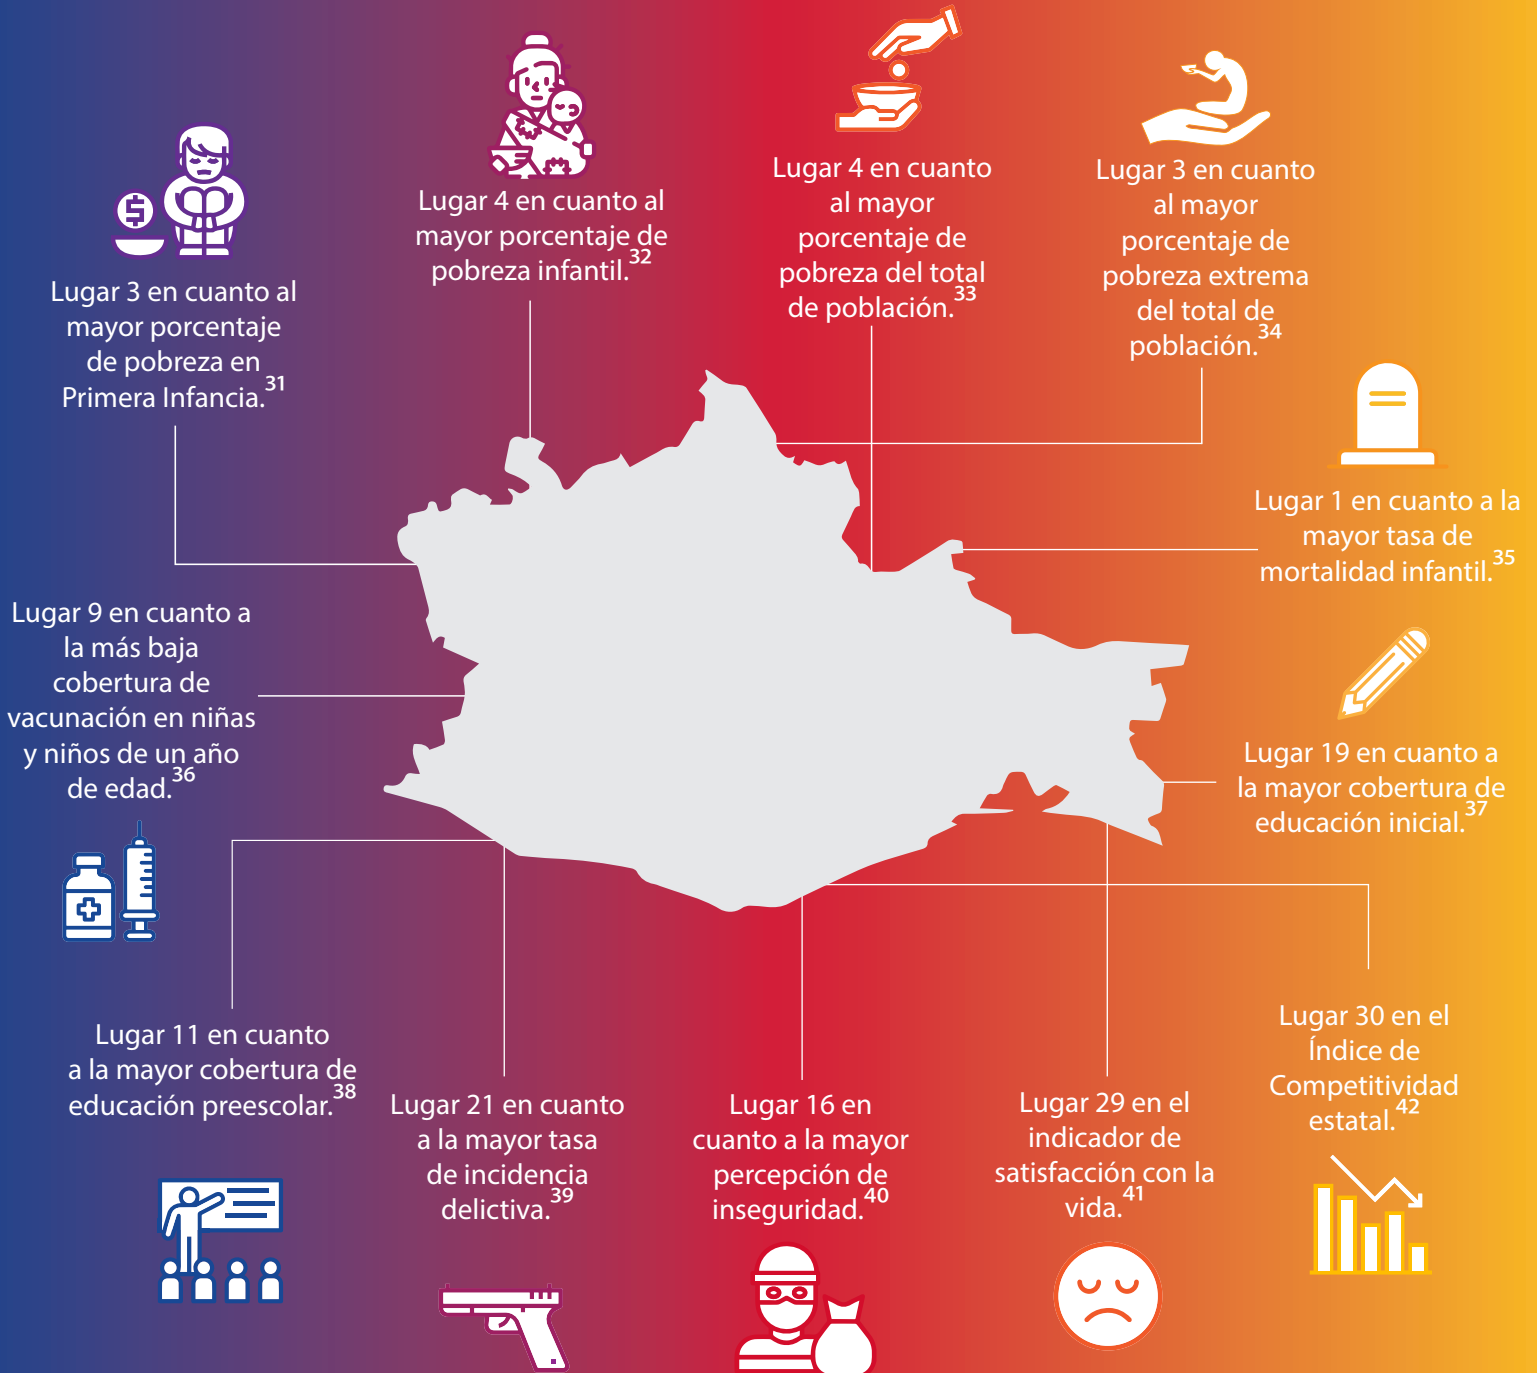 Lugar 3 en cuanto al
mayor porcentaje
de pobreza en
Primera Infancia.31
Lugar 4 en cuanto al
mayor porcentaje de
pobreza infantil.32
Lugar 4 en cuanto
al mayor
porcentaje de
pobreza del total
de población.33
Lugar 3 en cuanto
al mayor
porcentaje de
pobreza extrema
del total de
población.34
Lugar 1 en cuanto a la
mayor tasa de
mortalidad infantil.35
Lugar 9 en cuanto a
la más baja
cobertura de
vacunación en niñas
y niños de un año
de edad.36
Lugar 19 en cuanto a
la mayor cobertura de
educación inicial.37
Lugar 11 en cuanto
a la mayor cobertura de
educación preescolar.38
Lugar 21 en cuanto
a la mayor tasa
de incidencia
delictiva.39
Lugar 16 en
cuanto a la mayor
percepción de
inseguridad.40
Lugar 29 en el
indicador de
satisfacción con la
vida.41
Lugar 30 en el
Índice de
Competitividad
estatal.42